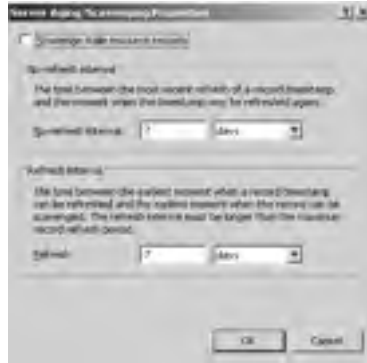 Server Aging/Scavenging Properties
? x
Scavenge stale resource records
No-refresh interval
The time between the most recent refresh of a record timestamp
and the moment when the timestamp may be refreshed again.
No-refresh interval: 7 days
Refresh interval
The time between the earliest moment when a record timestamp
can be refreshed and the earliest moment when the record can be
scavenged. The refresh interval must be longer than the maximum
record refresh period.
Refresh: 7 days
OK Cancel